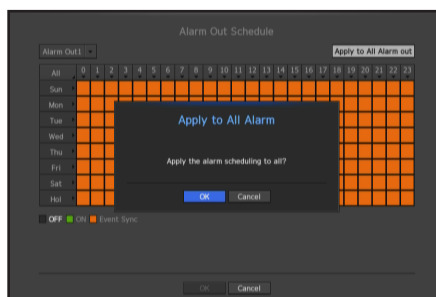 Alarm Out Schedule
Alarm Out1
Apply to All Alarm out
All 0 1 2 3 4 5 6 7 8 9 10 11 12 13 14 15 16 17 18 19 20 21 22 23
Sun
Mon
Tue
Wed
Thu
Fri
Sat
Hol
Apply to All Alarm
Apply the alarm scheduling to all?
OK Cancel
OFF ON Event Sync
OK Cancel